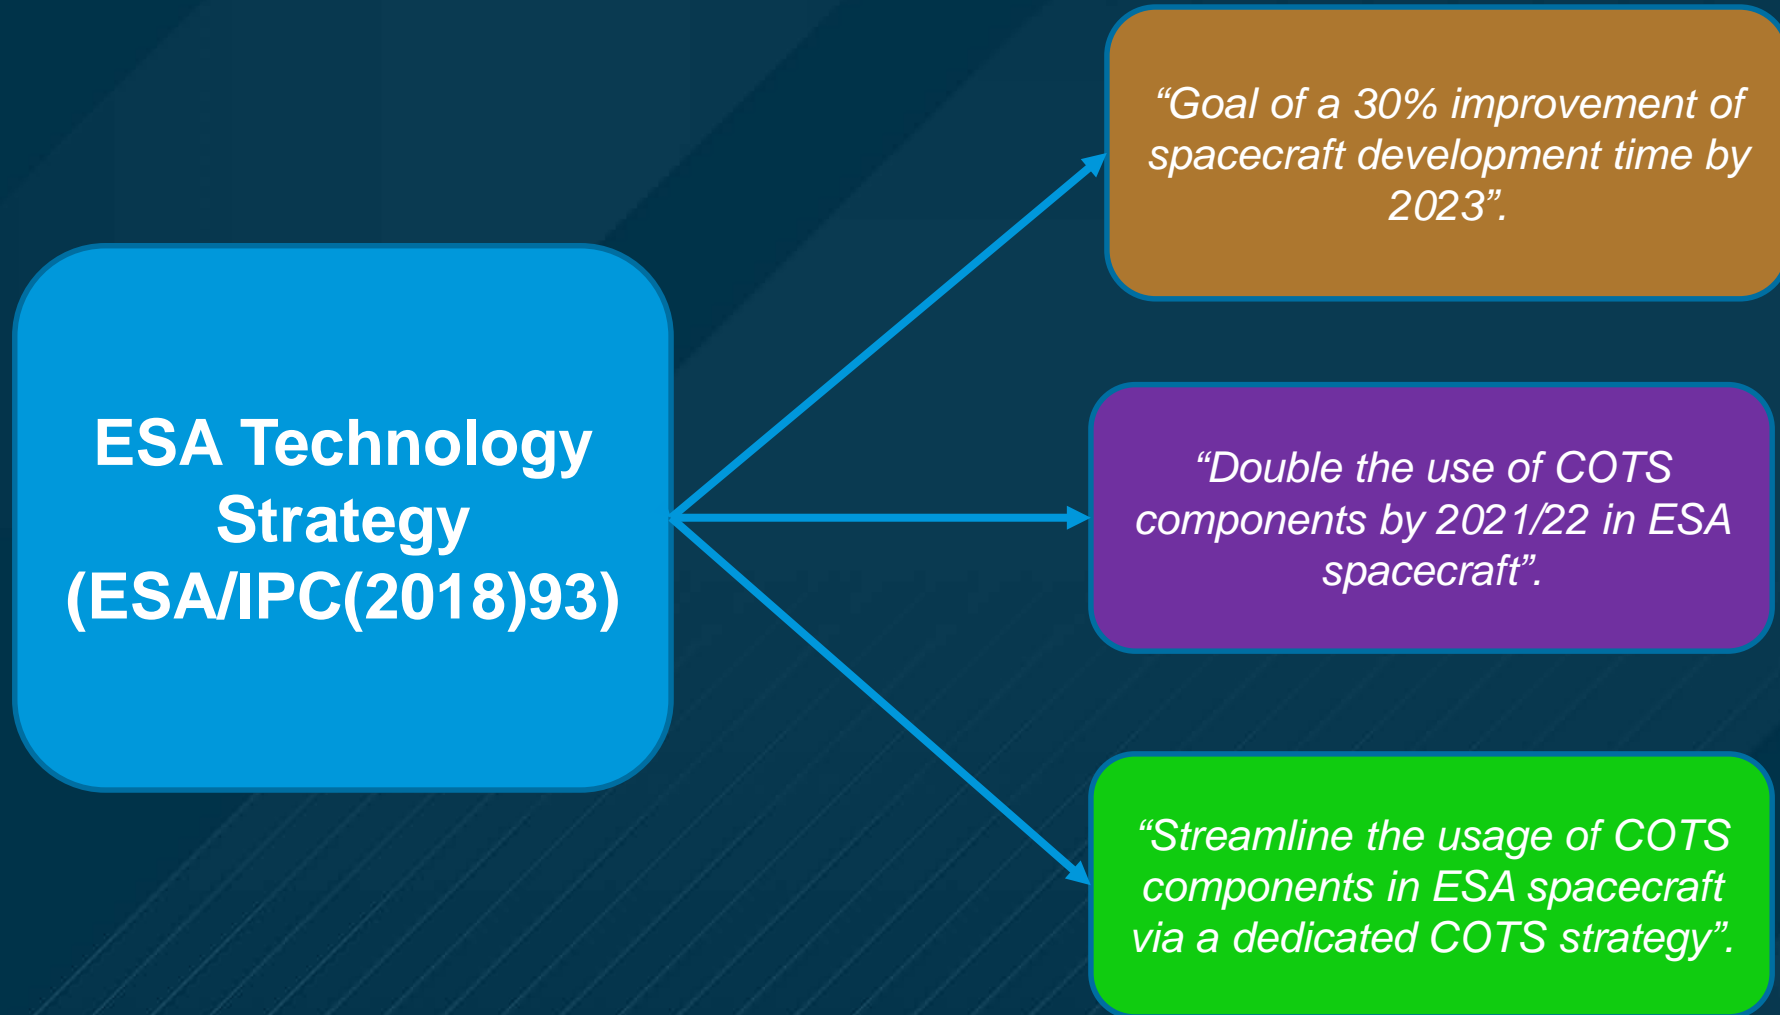 ESA Technology
Strategy
(ESA/IPC(2018)93)
“Goal of a 30% improvement of
spacecraft development time by
2023”.
“Double the use of COTS
components by 2021/22 in ESA
spacecraft”.
“Streamline the usage of COTS
components in ESA spacecraft
via a dedicated COTS strategy”.